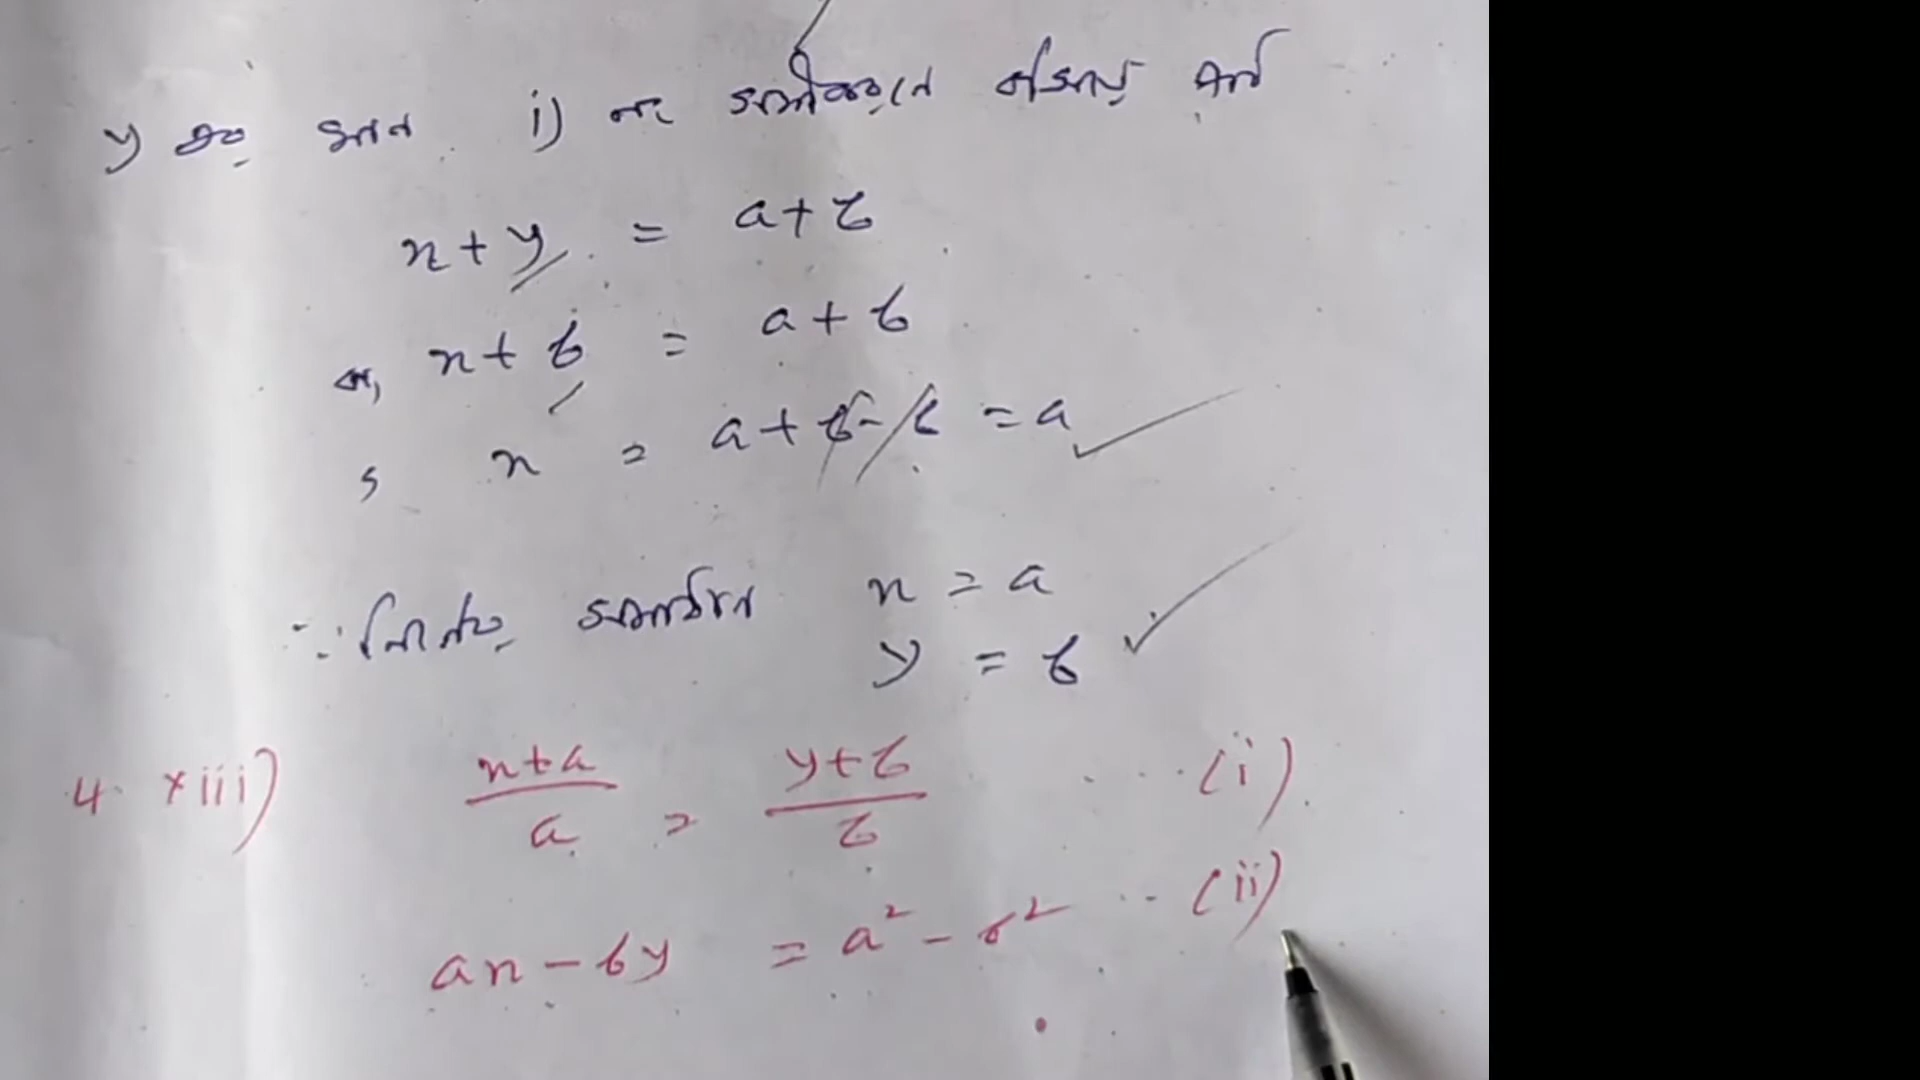 y এর মান i) নং সমীকরণে বসিয়ে পাই
x + y = a + b
বা, x + b = a + b
, x = a + b - b = a
∴ নির্ণেয় সমাধান x = a
y = b
4. xiii) x+a/a = y+b/b .... (i)
ax - by = a² - b² .. (ii)